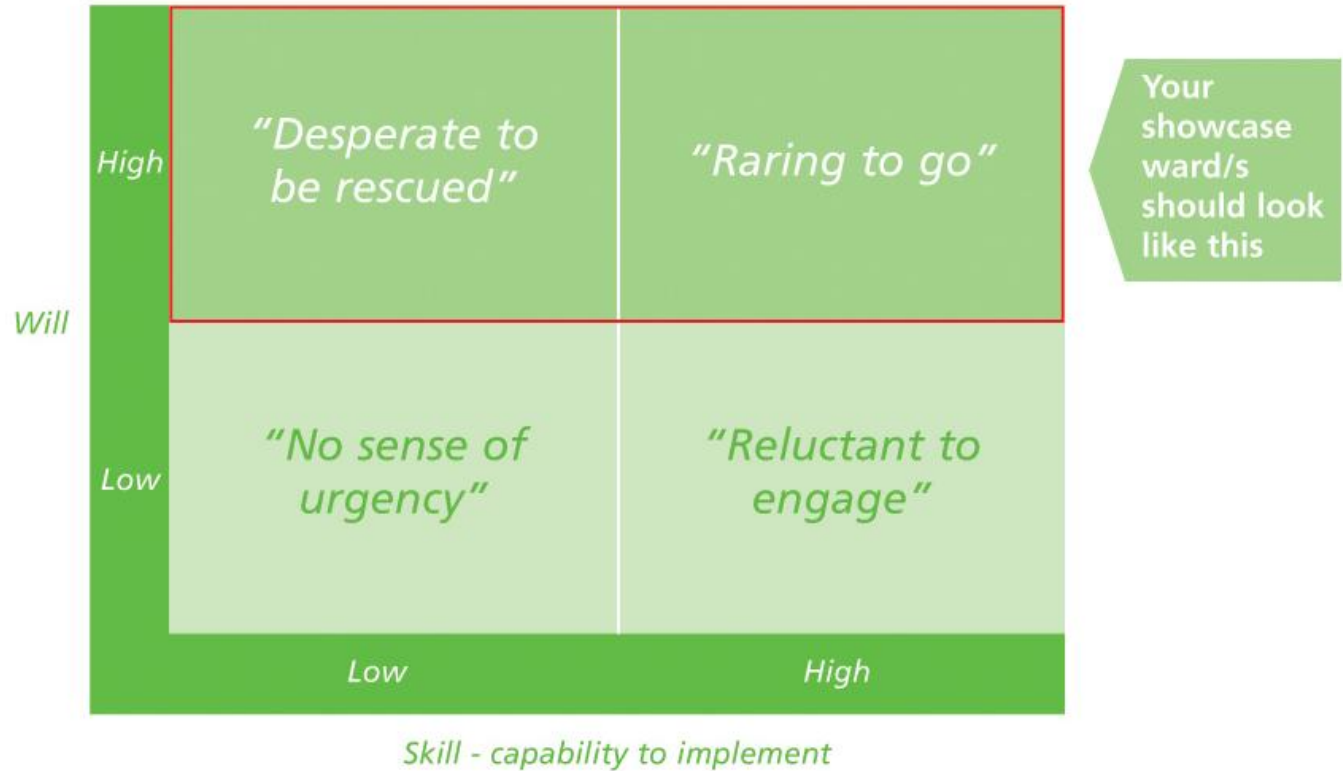 High
"Desperate to
be rescued"
"Raring to go"
Your
showcase
ward/s
should look
like this
Will
Low
"No sense of
urgency"
"Reluctant to
engage"
Low
High
Skill - capability to implement